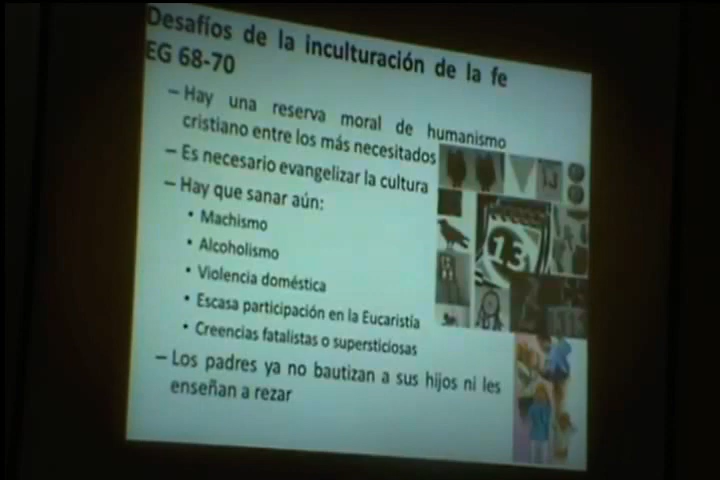 Desafíos de la inculturación de la fe
EG 68-70
– Hay una reserva moral de humanismo
cristiano entre los más necesitados
– Es necesario evangelizar la cultura
– Hay que sanar aún:
• Machismo
• Alcoholismo
• Violencia doméstica
• Escasa participación en la Eucaristía
• Creencias fatalistas o supersticiosas
– Los padres ya no bautizan a sus hijos ni les
enseñan a rezar
13
13